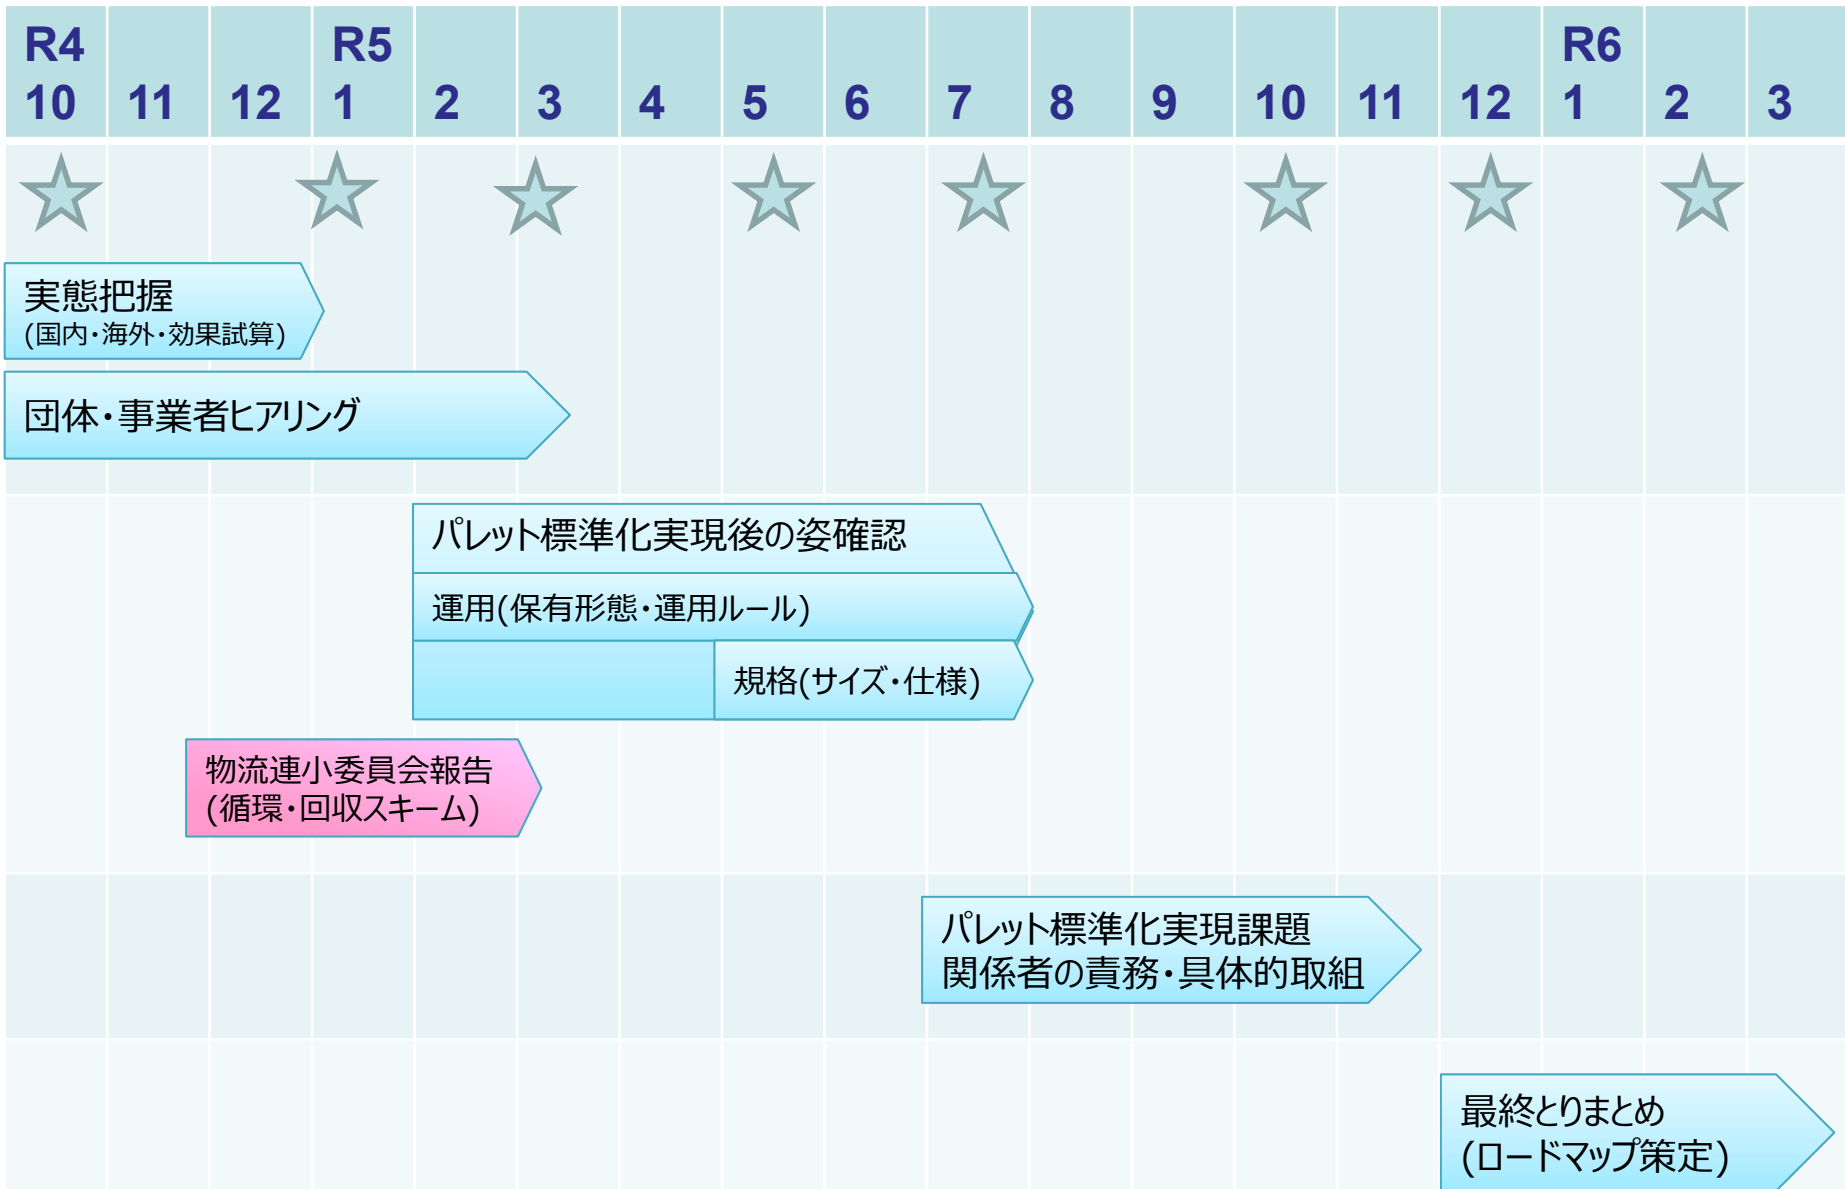 R4 R5 R6
10 11 12 1 2 3 4 5 6 7 8 9 10 11 12 1 2 3
実態把握
(国内・海外・効果試算)
団体・事業者ヒアリング
パレット標準化実現後の姿確認
運用(保有形態・運用ルール)
規格(サイズ・仕様)
物流連小委員会報告
(循環・回収スキーム)
パレット標準化実現課題
関係者の責務・具体的取組
最終とりまとめ
(ロードマップ策定)